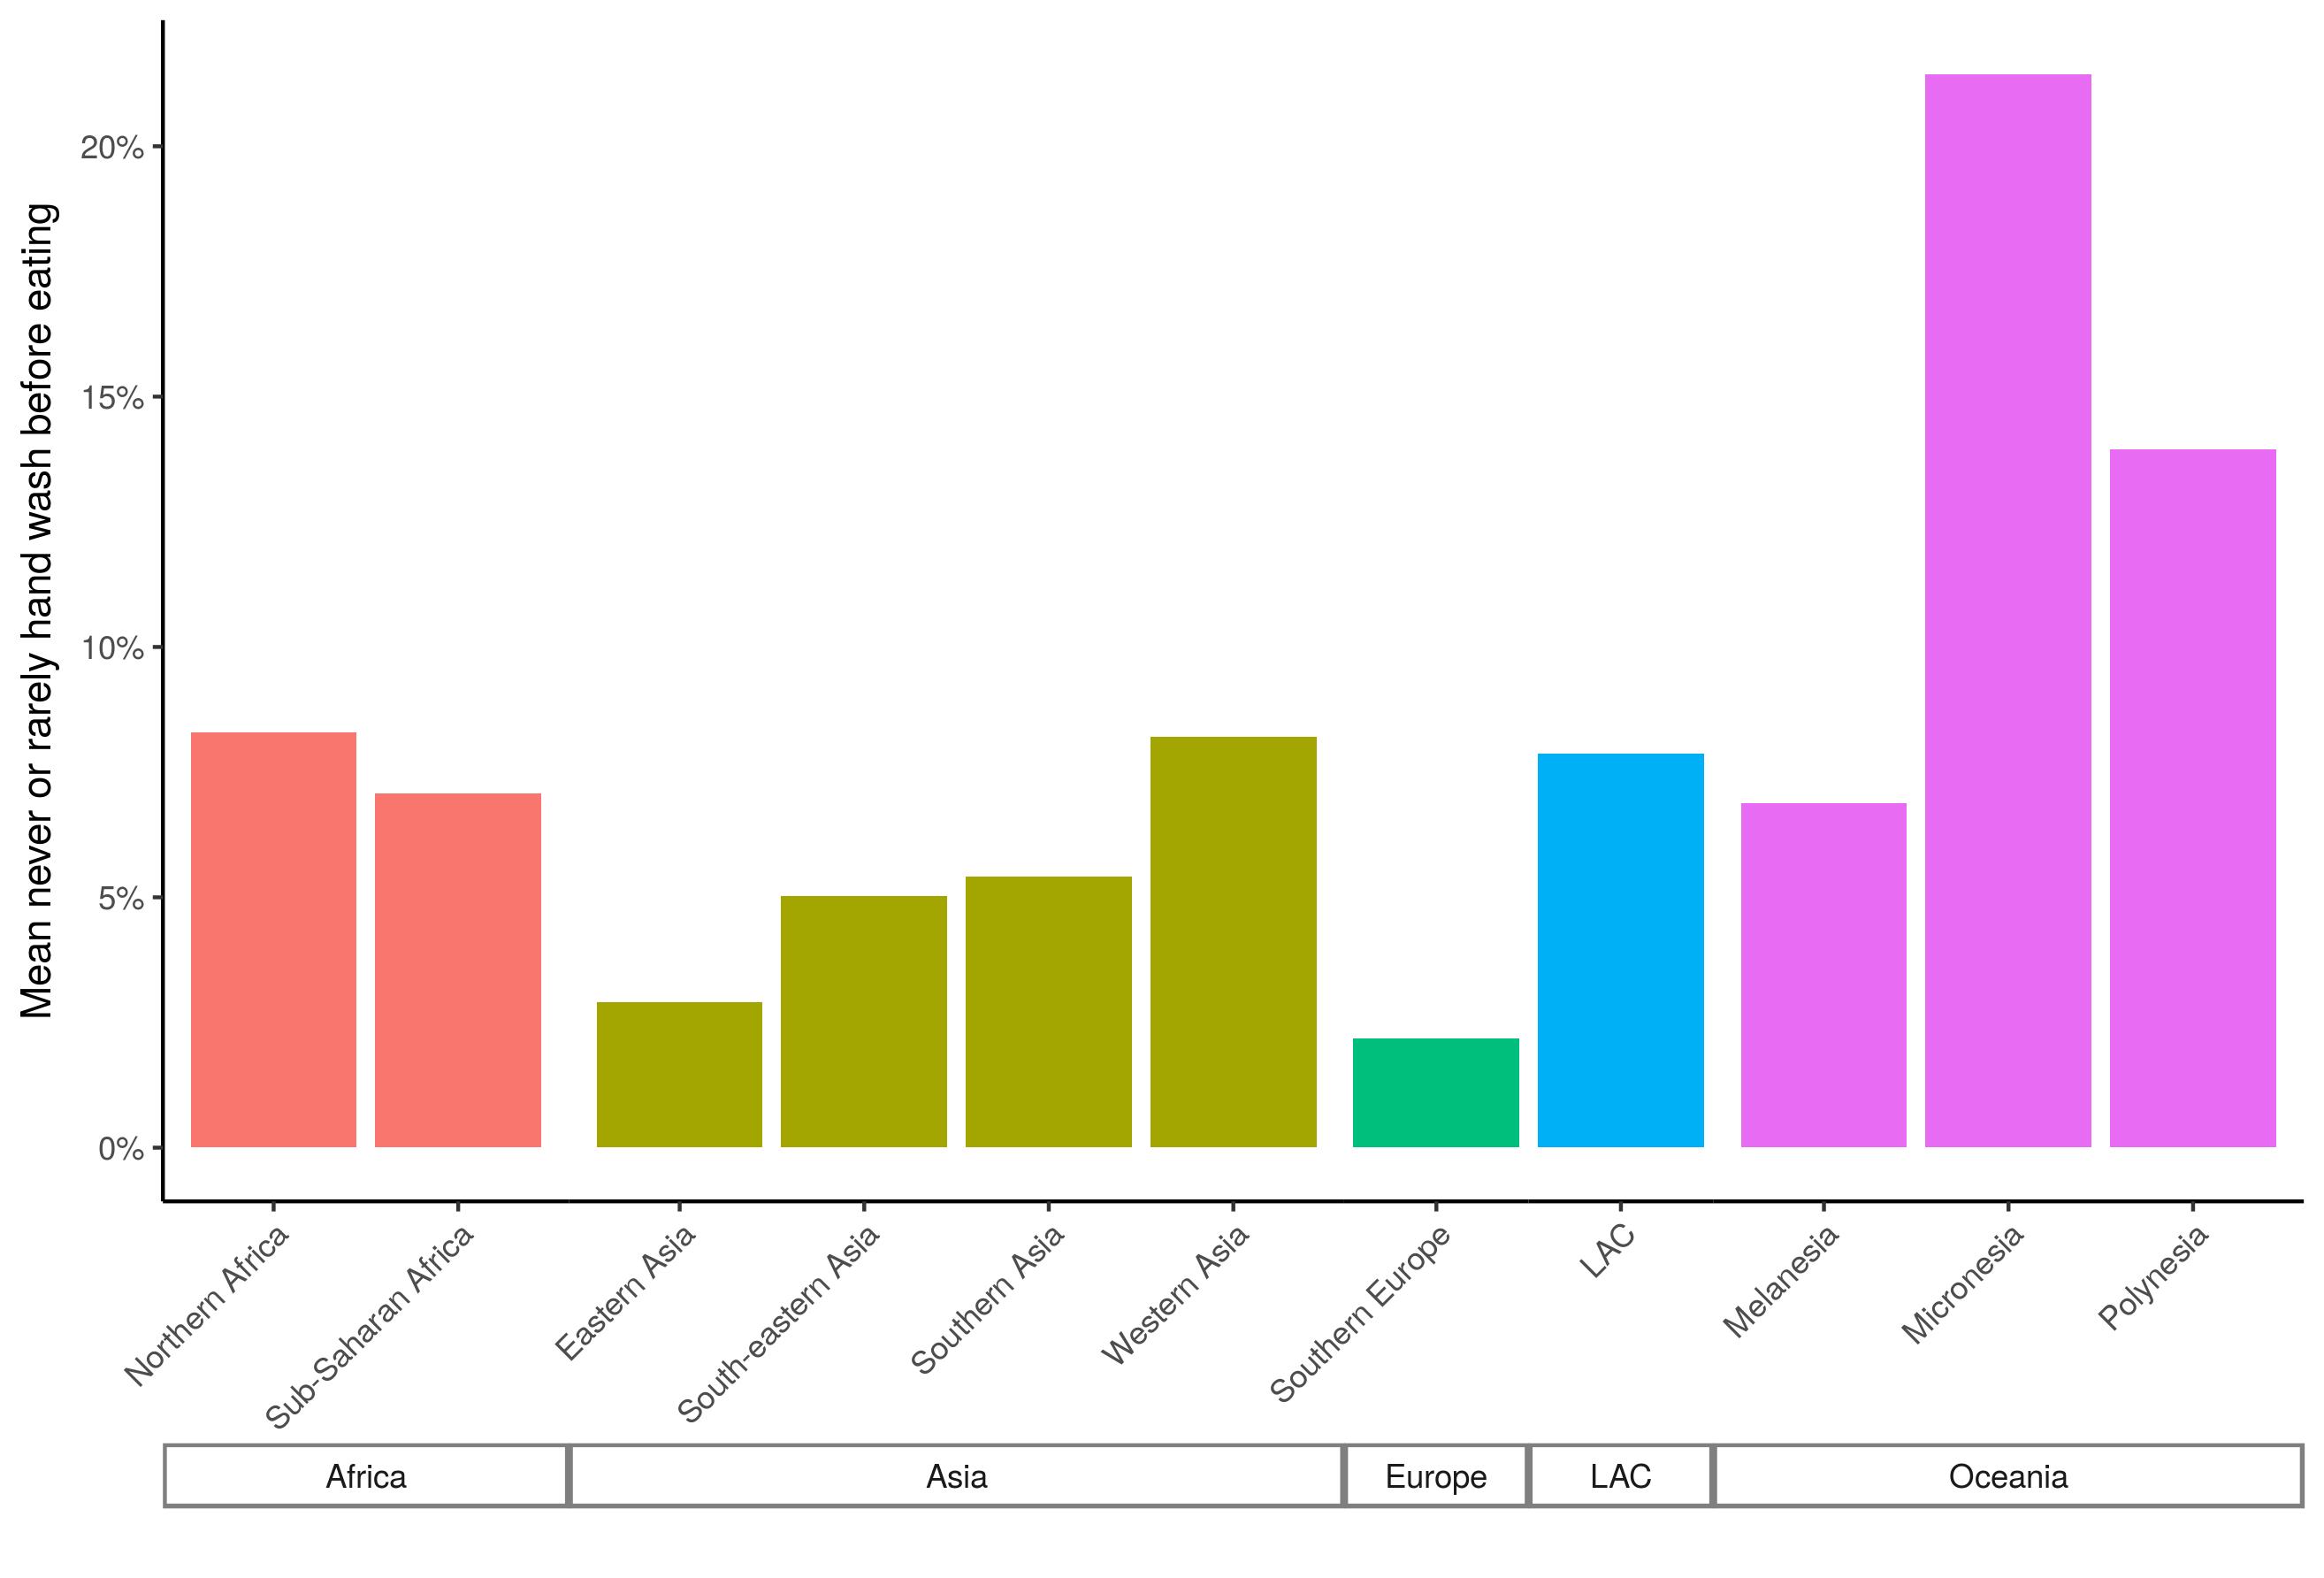 Mean never or rarely hand wash before eating
20%
15%
10%
5%
0%
Northern Africa
Sub-Saharan Africa
Eastern Asia
South-eastern Asia
Southern Asia
Western Asia
Southern Europe
LAC
Melanesia
Micronesia
Polynesia
Africa
Asia
Europe
LAC
Oceania